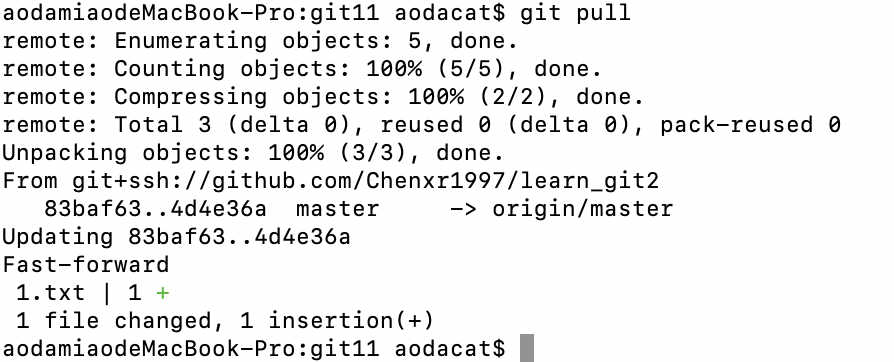 aodamiaodeMacBook-Pro:git11 aodacat$ git pull
remote: Enumerating objects: 5, done.
remote: Counting objects: 100% (5/5), done.
remote: Compressing objects: 100% (2/2), done.
remote: Total 3 (delta 0), reused 0 (delta 0), pack-reused 0
Unpacking objects: 100% (3/3), done.
From git+ssh://github.com/Chenxr1997/learn_git2
   83baf63..4d4e36a  master     -> origin/master
Updating 83baf63..4d4e36a
Fast-forward
 1.txt | 1 +
 1 file changed, 1 insertion(+)
aodamiaodeMacBook-Pro:git11 aodacat$